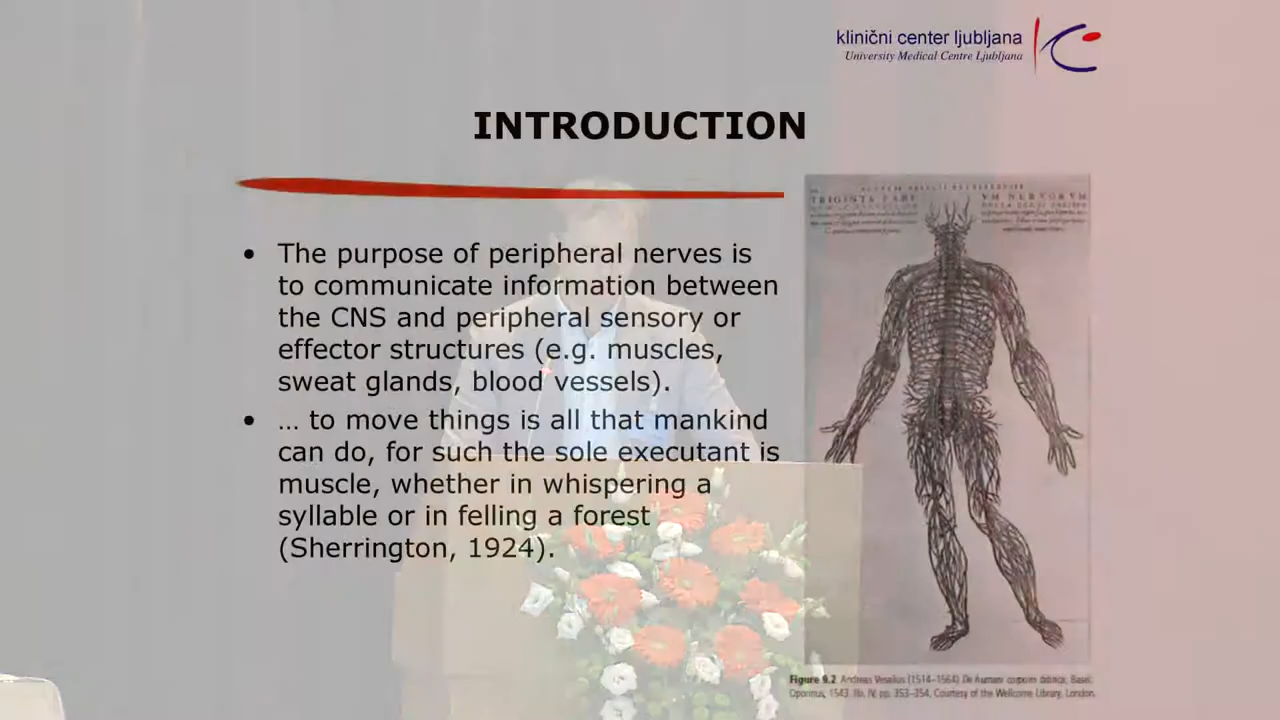 klinični center ljubljana
University Medical Centre Ljubljana
INTRODUCTION
• The purpose of peripheral nerves is
to communicate information between
the CNS and peripheral sensory or
effector structures (e.g. muscles,
sweat glands, blood vessels).
• … to move things is all that mankind
can do, for such the sole executant is
muscle, whether in whispering a
syllable or in felling a forest
(Sherrington, 1924).
TRIGINTA PARI
VM NERVORVM
Figure 9.2 Andreas Vesalius (1514–1564) De humani corporis fabrica, Basel:
Oporinus, 1543. lib. IV, pp. 353–354. Courtesy of the Wellcome Library, London.